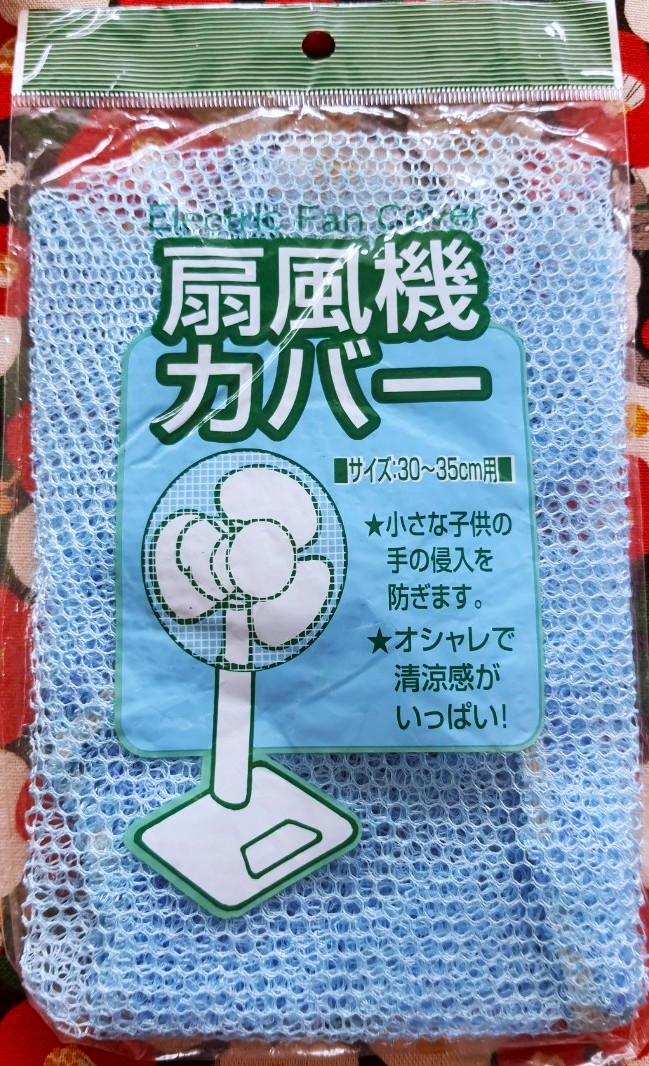 Electric Fan Cover
扇風機
カバー
■サイズ:30～35cm用■
★小さな子供の
手の侵入を
防ぎます。
★オシャレで
清涼感が
いっぱい!